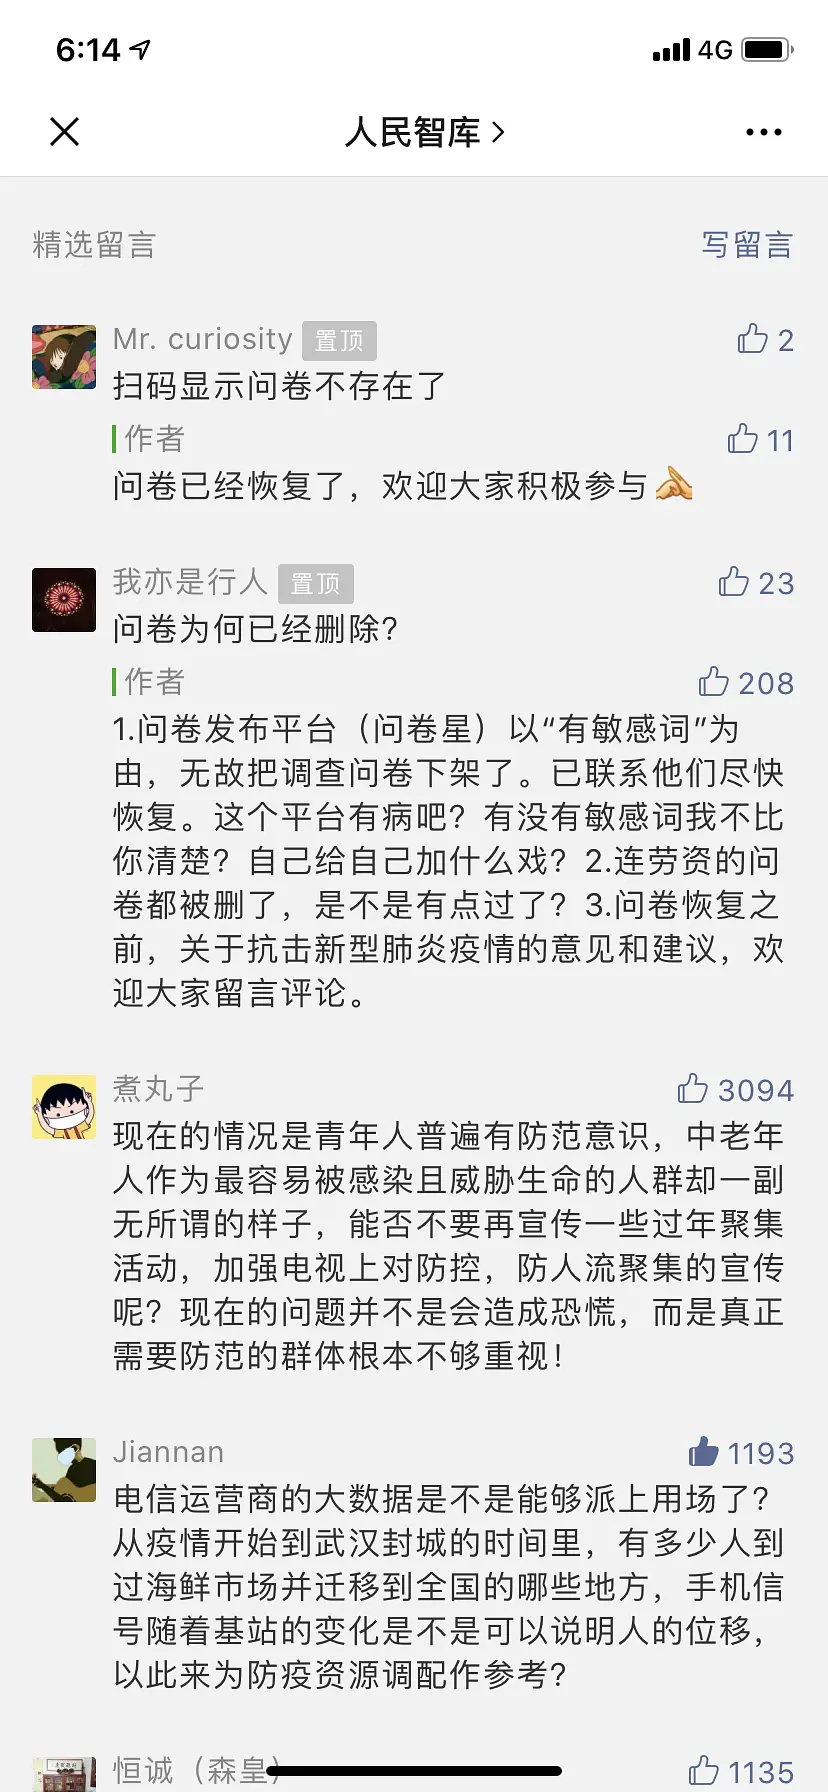 6:14
4G
人民智库
精选留言
写留言
Mr. curiosity 置顶
2
扫码显示问卷不存在了
作者
11
问卷已经恢复了，欢迎大家积极参与
我亦是行人 置顶
23
问卷为何已经删除?
作者
208
1.问卷发布平台（问卷星）以“有敏感词”为
由，无故把调查问卷下架了。已联系他们尽快
恢复。这个平台有病吧？有没有敏感词我不比
你清楚？自己给自己加什么戏？2.连劳资的问
卷都被删了，是不是有点过了？3.问卷恢复之
前，关于抗击新型肺炎疫情的意见和建议，欢
迎大家留言评论。
煮丸子
3094
现在的情况是青年人普遍有防范意识，中老年
人作为最容易被感染且威胁生命的人群却一副
无所谓的样子，能否不要再宣传一些过年聚集
活动，加强电视上对防控，防人流聚集的宣传
呢？现在的问题并不是会造成恐慌，而是真正
需要防范的群体根本不够重视！
Jiannan
1193
电信运营商的大数据是不是能够派上用场了？
从疫情开始到武汉封城的时间里，有多少人到
过海鲜市场并迁移到全国的哪些地方，手机信
号随着基站的变化是不是可以说明人的位移，
以此来为防疫资源调配作参考？
恒诚（森皇）
1135